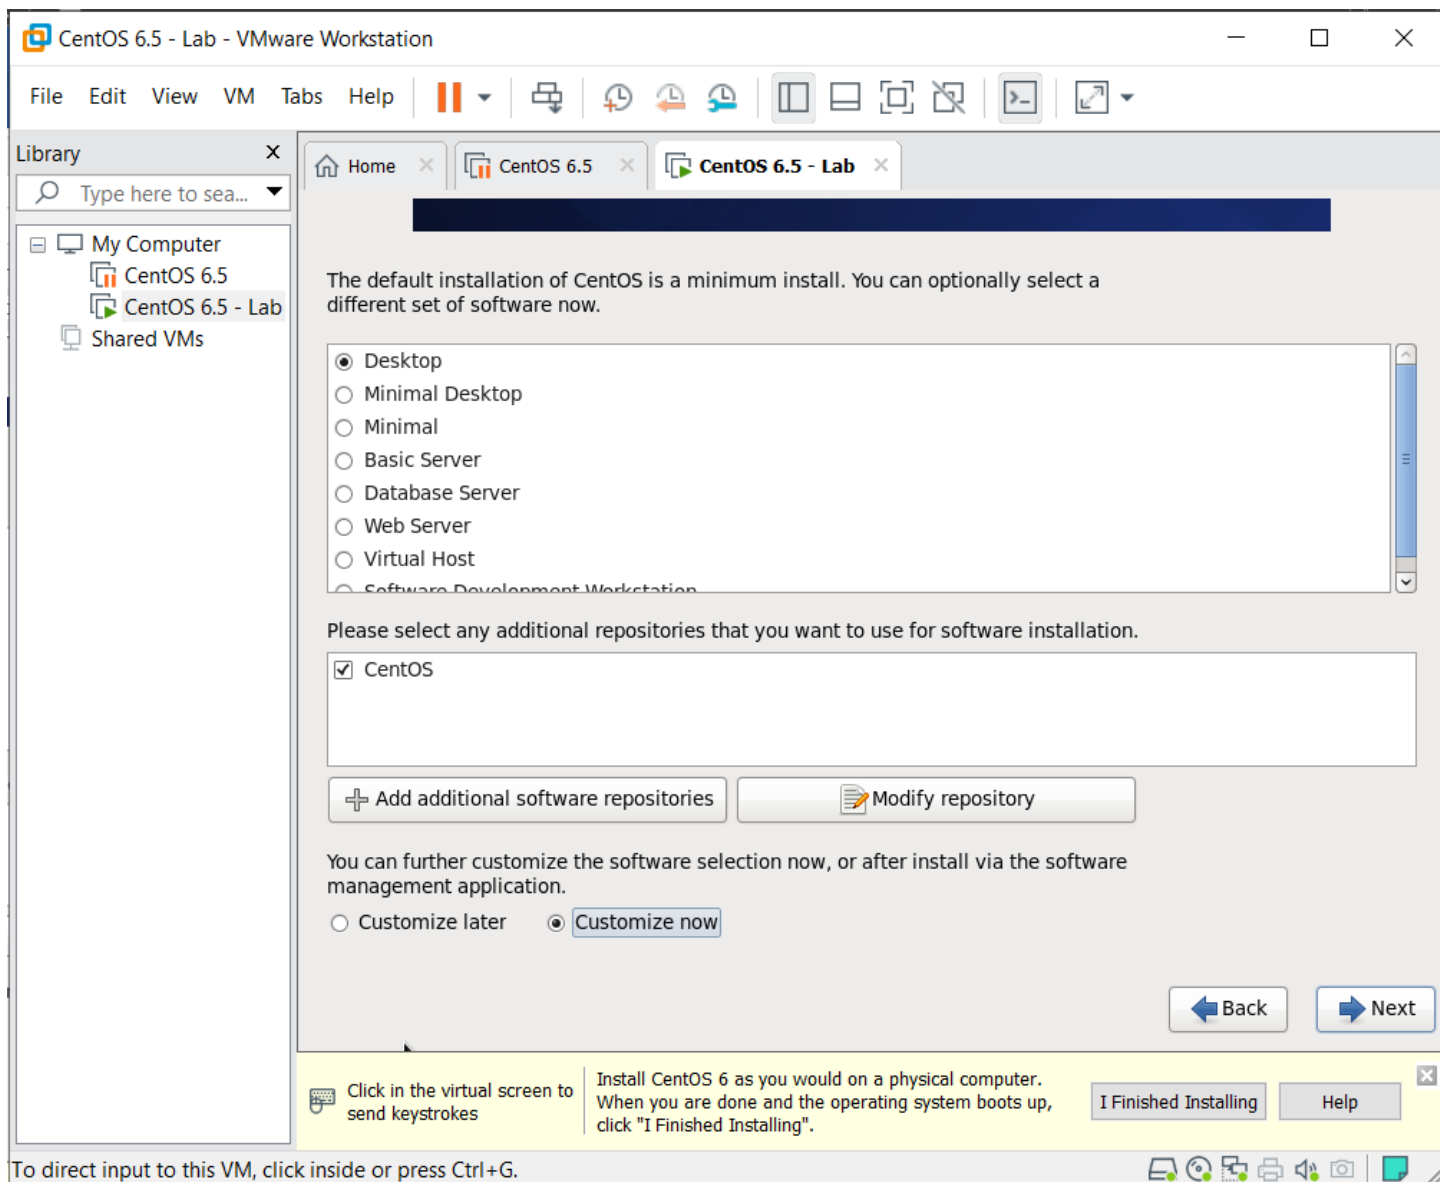 CentOS 6.5 - Lab - VMware Workstation
File Edit View VM Tabs Help
Library
Type here to sea...
My Computer
CentOS 6.5
CentOS 6.5 - Lab
Shared VMs
Home
CentOS 6.5
CentOS 6.5 - Lab
The default installation of CentOS is a minimum install. You can optionally select a
different set of software now.
Desktop
Minimal Desktop
Minimal
Basic Server
Database Server
Web Server
Virtual Host
Software Development Workstation
Please select any additional repositories that you want to use for software installation.
CentOS
Add additional software repositories
Modify repository
You can further customize the software selection now, or after install via the software
management application.
Customize later
Customize now
Back
Next
Click in the virtual screen to
send keystrokes
Install CentOS 6 as you would on a physical computer.
When you are done and the operating system boots up,
click "I Finished Installing".
I Finished Installing
Help
To direct input to this VM, click inside or press Ctrl+G.